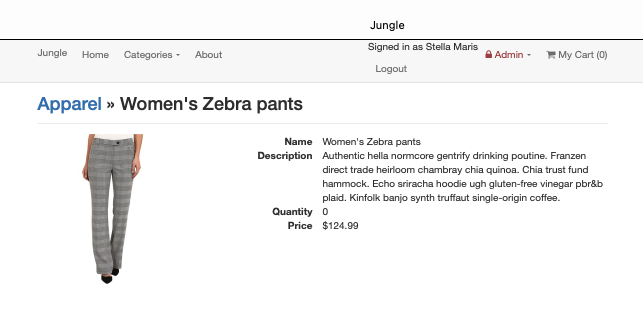 Jungle
Jungle Home Categories About Signed in as Stella Maris Admin My Cart (0)
Logout
Apparel » Women's Zebra pants
Name Women's Zebra pants
Description Authentic hella normcore gentrify drinking poutine. Franzen
direct trade heirloom chambray chia quinoa. Chia trust fund
hammock. Echo sriracha hoodie ugh gluten-free vinegar pbr&b
plaid. Kinfolk banjo synth truffaut single-origin coffee.
Quantity 0
Price $124.99